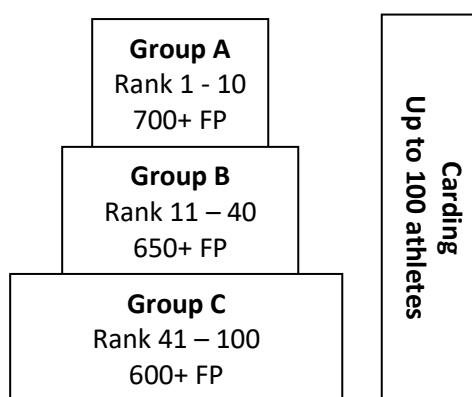 Group A
Rank 1 - 10
700+ FP
Group B
Rank 11 – 40
650+ FP
Group C
Rank 41 – 100
600+ FP
Carding
Up to 100 athletes